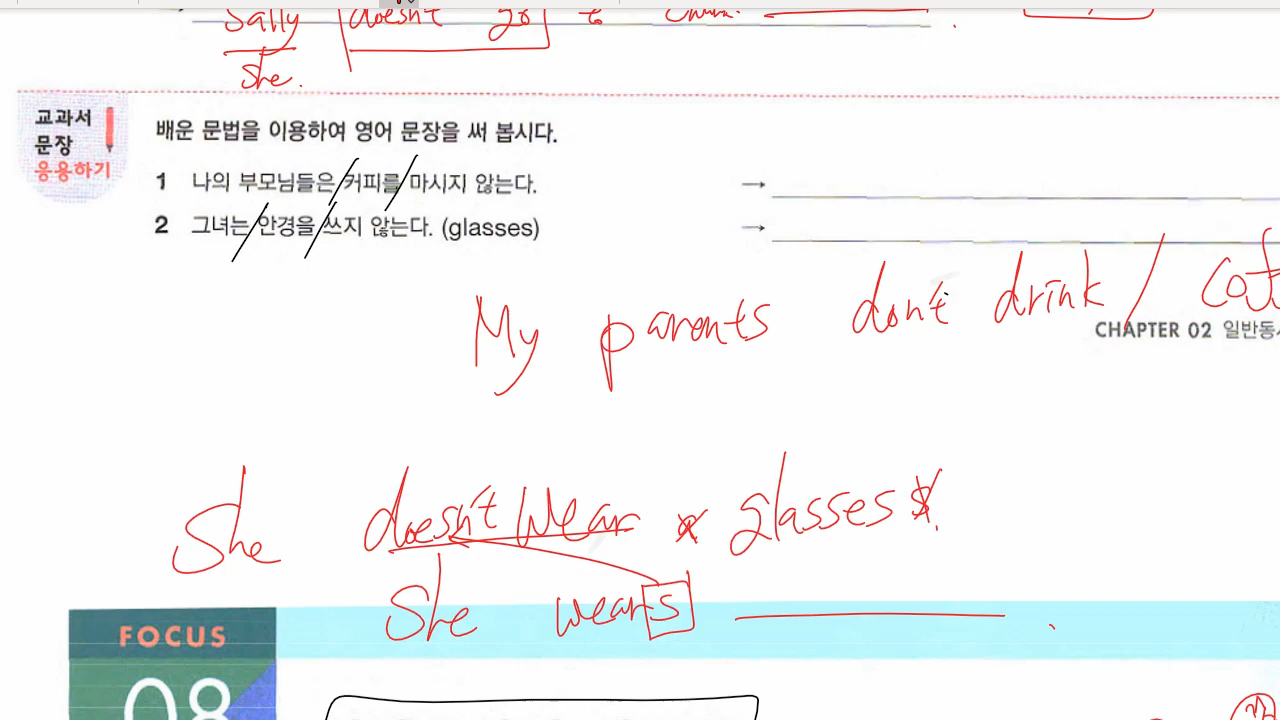 Sally doesn't go to
She.
교과서
문장
응용하기
배운 문법을 이용하여 영어 문장을 써 봅시다.
1 나의 부모님들은 커피를 마시지 않는다. →
2 그녀는 안경을 쓰지 않는다. (glasses) →
My parents don't drink /
CHAPTER 02 일반동
She doesn't wear glasses
She wears .
FOCUS
08